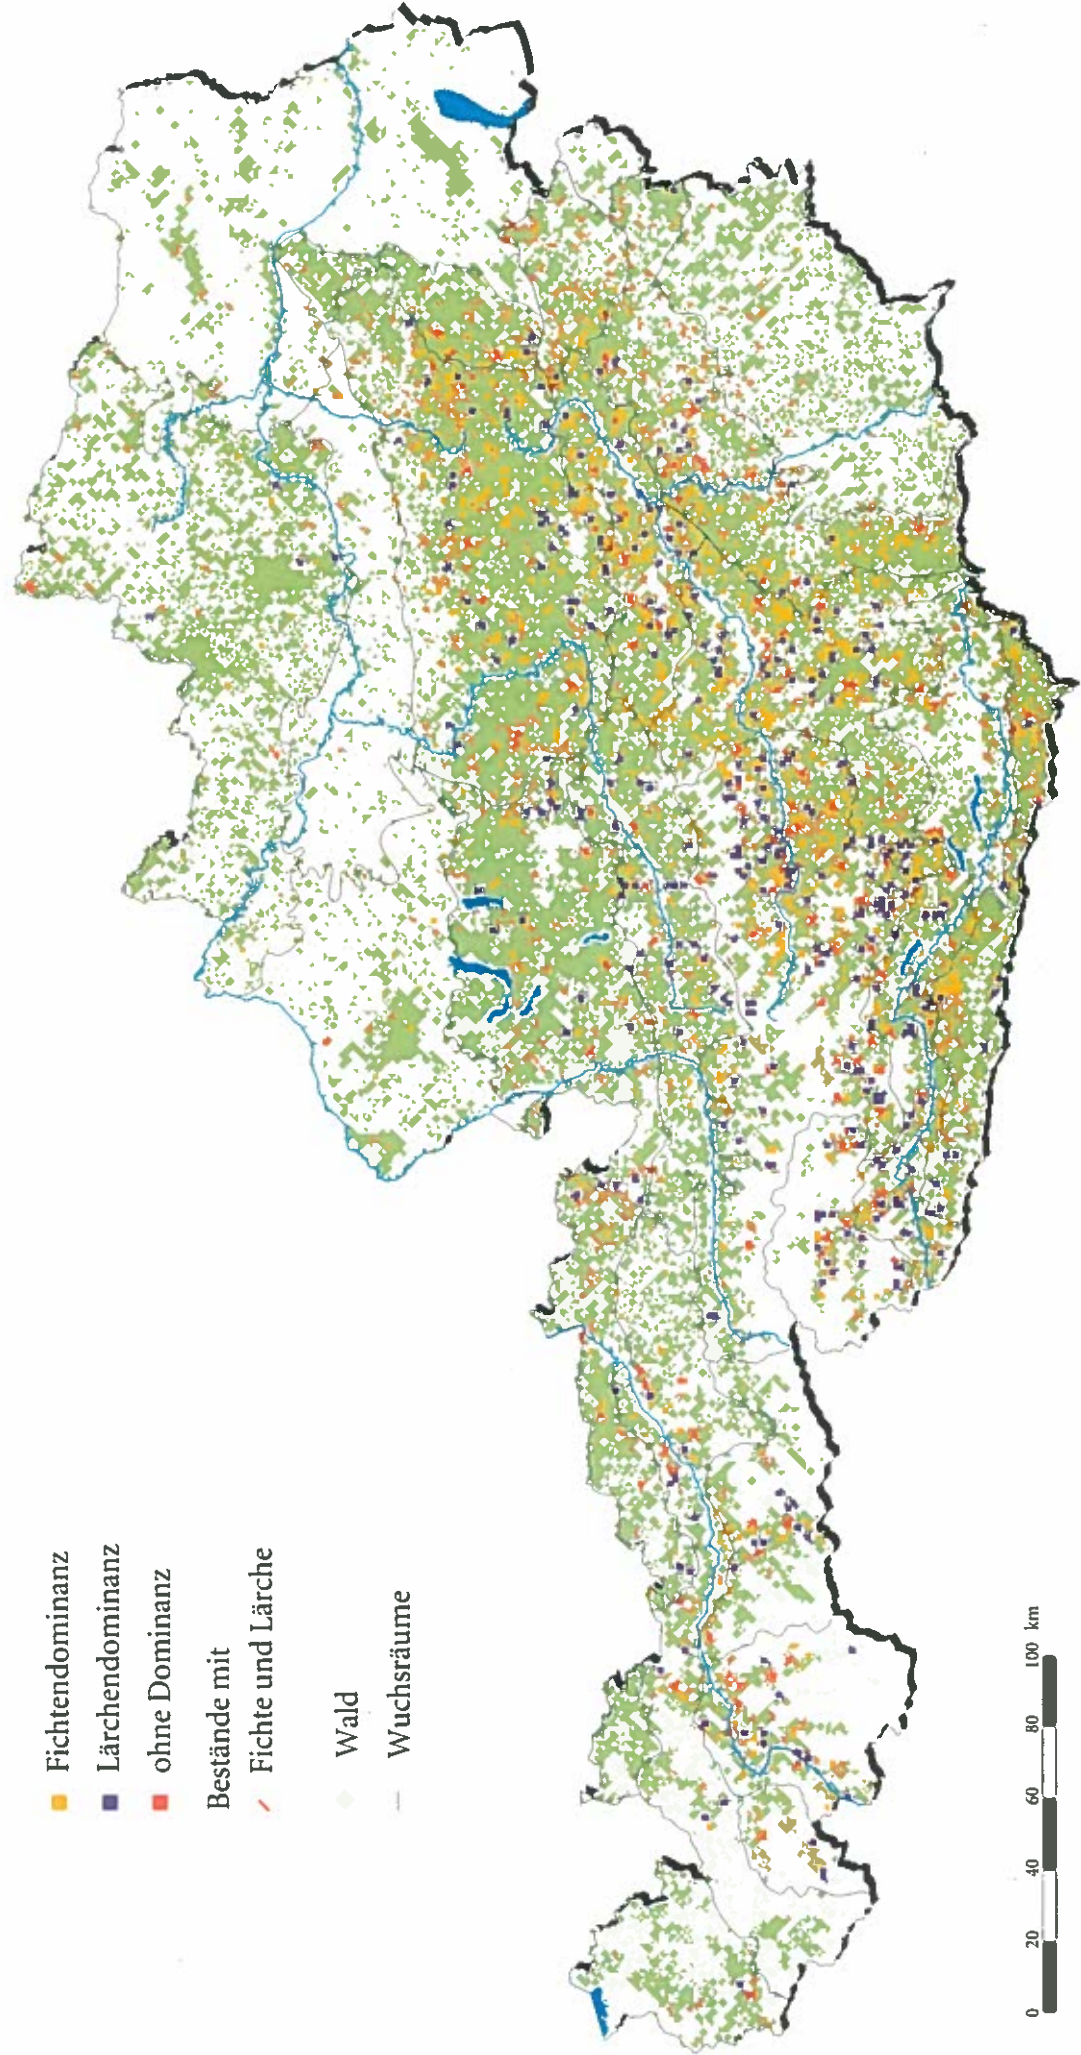 Fichtendominanz
Lärchendominanz
ohne Dominanz
Bestände mit
Fichte und Lärche
Wald
Wuchsräume
0 20 40 60 80 100 km